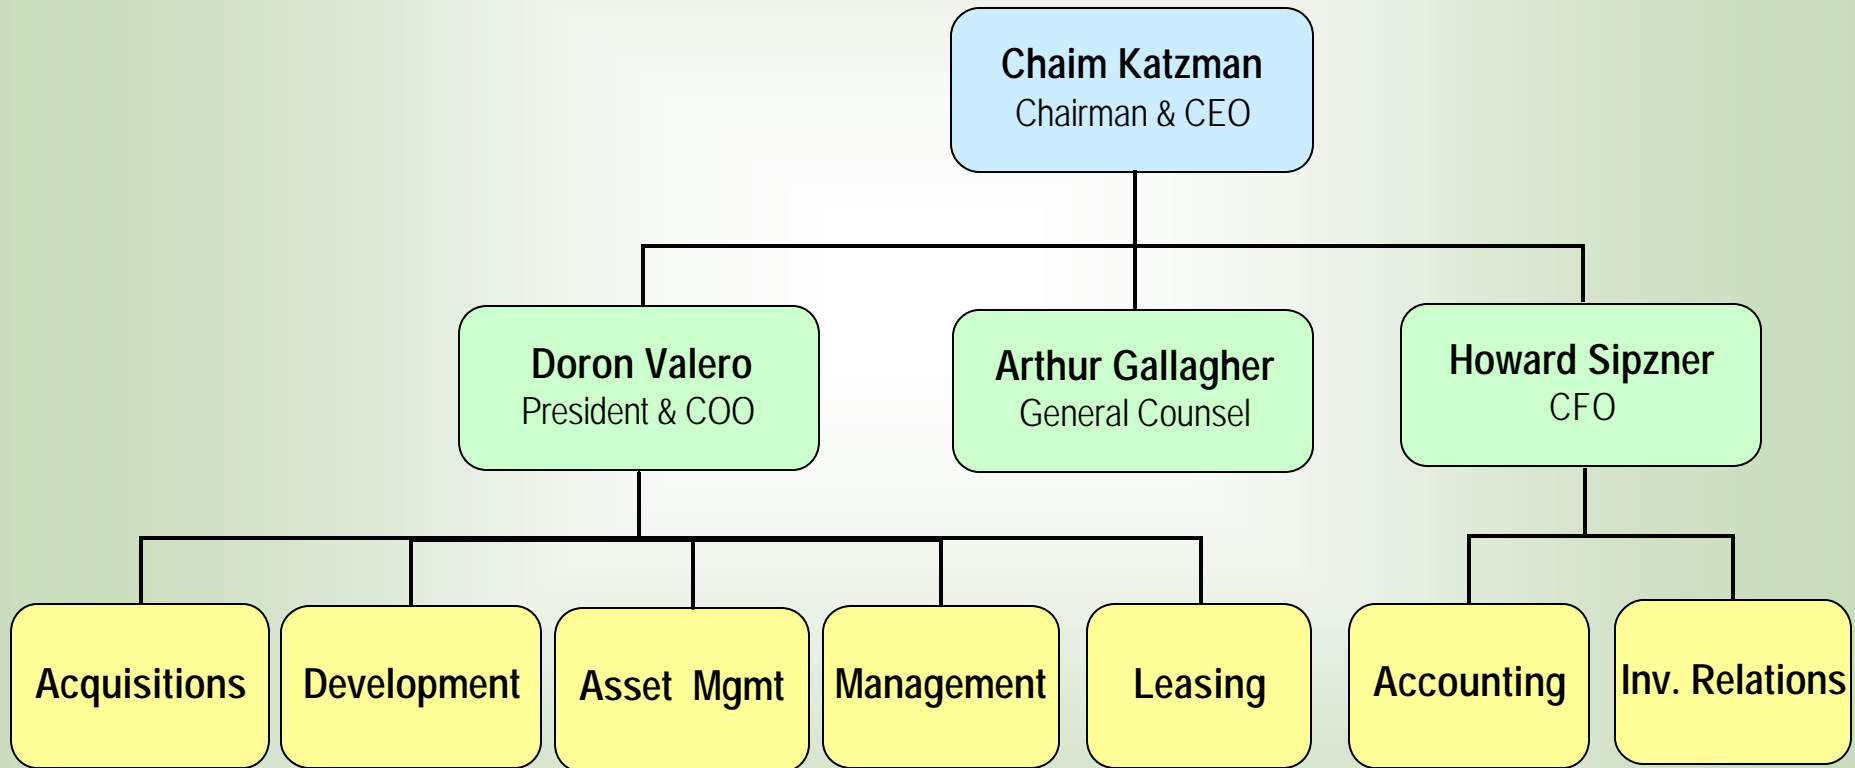 Chaim Katzman
Chairman & CEO
Doron Valero
President & COO
Arthur Gallagher
General Counsel
Howard Sipzner
CFO
Acquisitions
Development
Asset Mgmt
Management
Leasing
Accounting
Inv. Relations